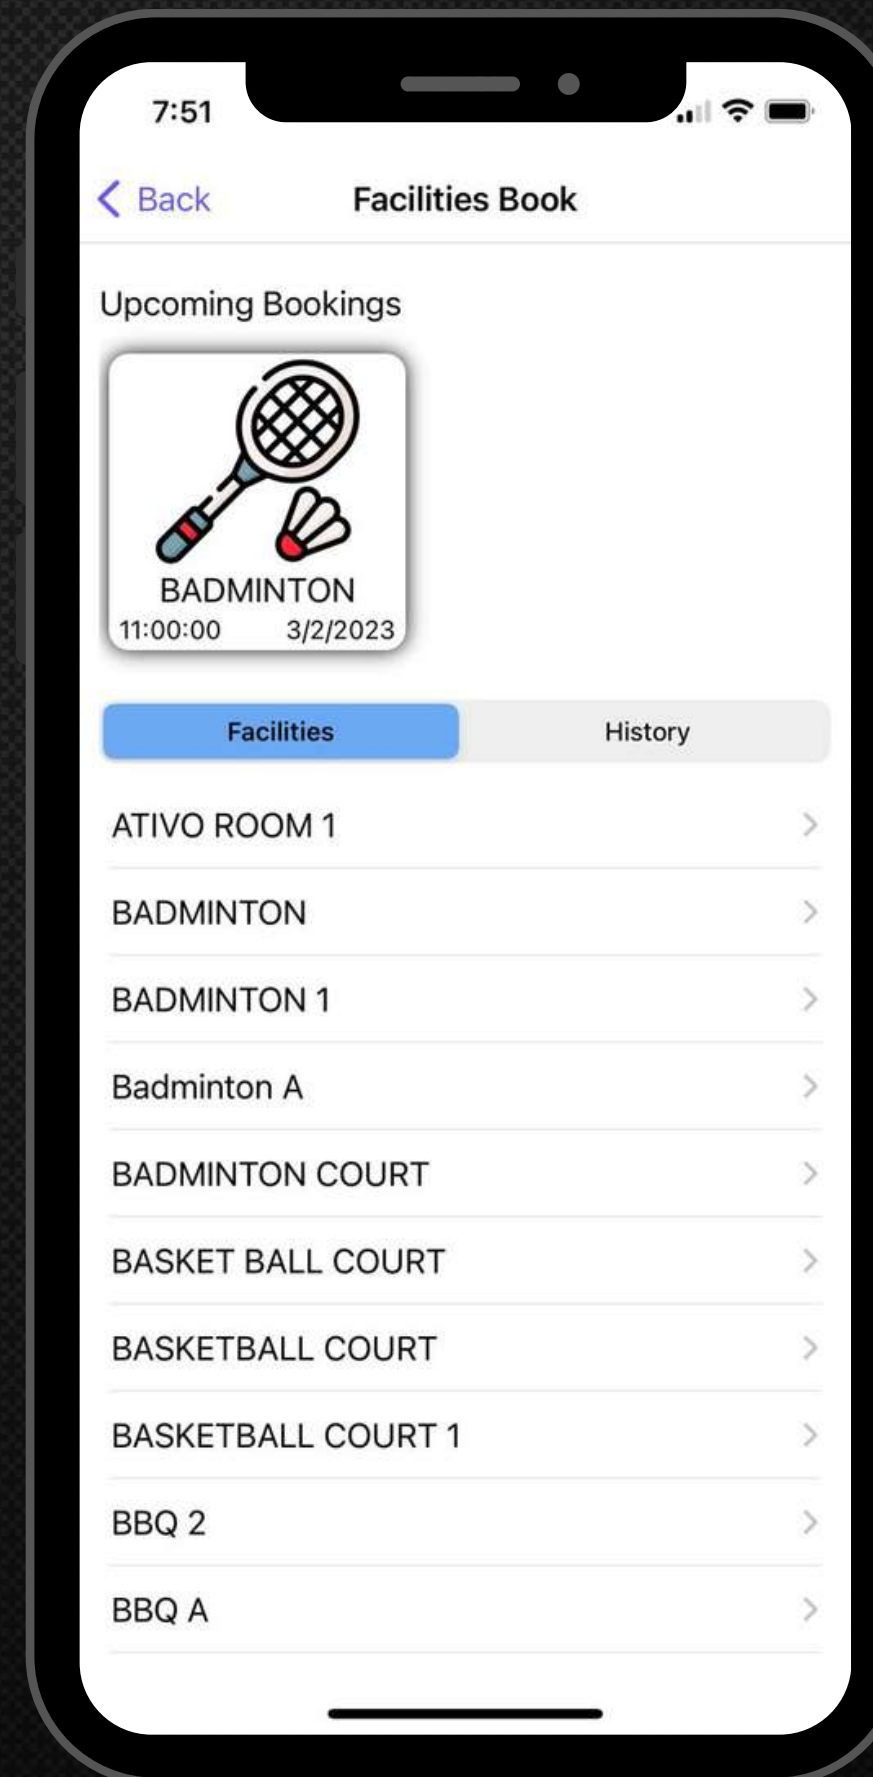 7:51
Back
Facilities Book
Upcoming Bookings
BADMINTON
11:00:00 3/2/2023
Facilities
History
ATIVO ROOM 1
BADMINTON
BADMINTON 1
Badminton A
BADMINTON COURT
BASKET BALL COURT
BASKETBALL COURT
BASKETBALL COURT 1
BBQ 2
BBQ A